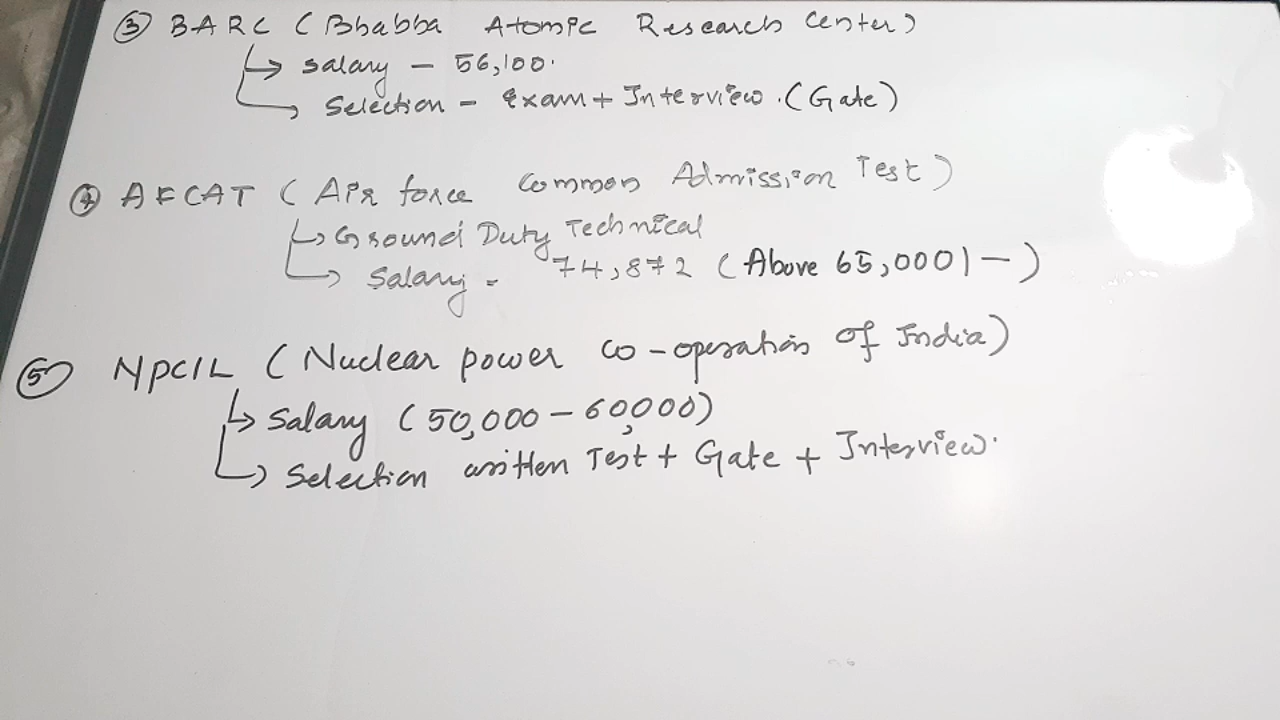 ③ BARC (Bhabba Atomic Research Center)
↳ Salary - 56,100.
↳ Selection - Exam + Interview. (Gate)
④ AFCAT (Air force Common Admission Test)
↳ Ground Duty Technical
↳ Salary - 74,872 (Above 65,000/-)
⑤ NPCIL (Nuclear power co-operation of India)
↳ Salary (50,000 - 60,000)
↳ Selection written Test + Gate + Interview.